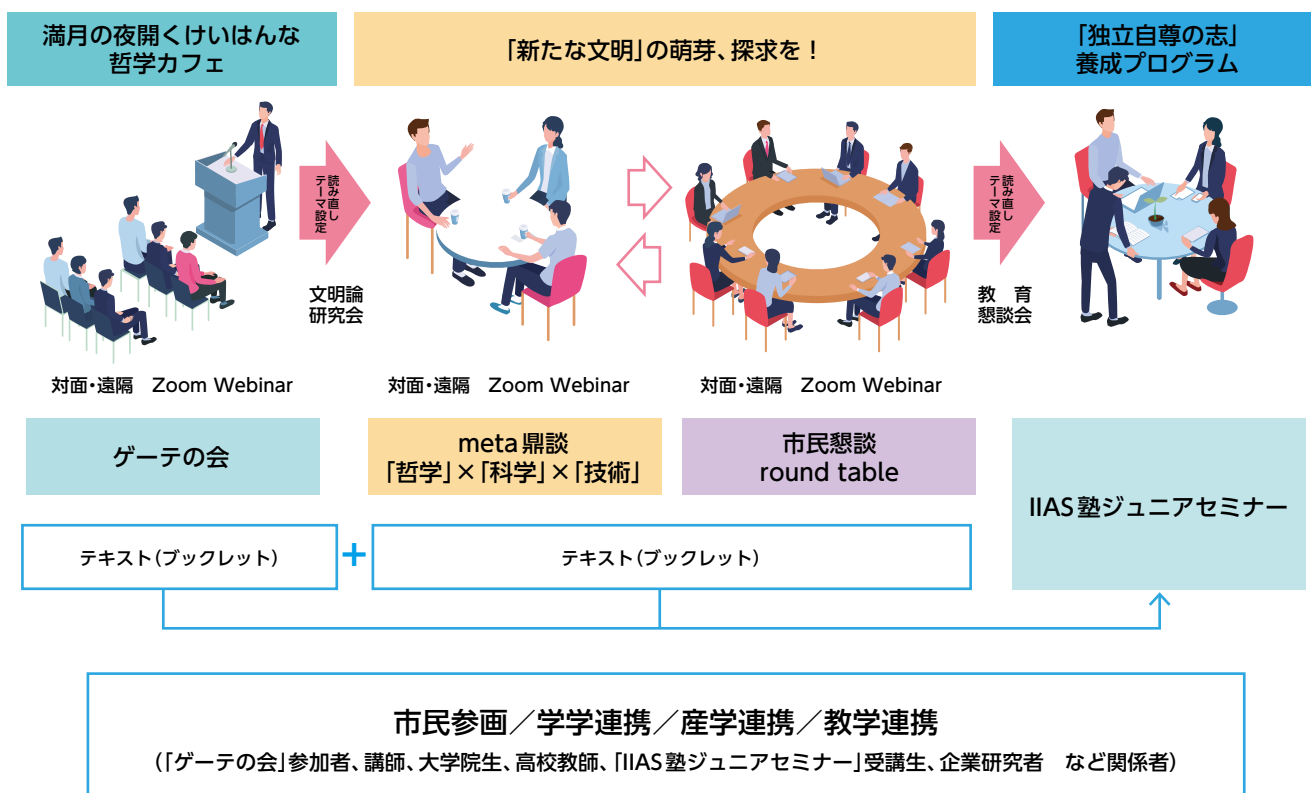 満月の夜開くけいはんな
哲学カフェ
「新たな文明」の萌芽、探求を！
「独立自尊の志」
養成プログラム
読み直し
テーマ設定
文明論
研究会
読み直し
テーマ設定
教　育
懇談会
対面・遠隔　Zoom Webinar
対面・遠隔　Zoom Webinar
対面・遠隔　Zoom Webinar
ゲーテの会
meta鼎談
「哲学」×「科学」×「技術」
市民懇談
round table
IIAS塾ジュニアセミナー
テキスト（ブックレット）
+
テキスト（ブックレット）
市民参画／学学連携／産学連携／教学連携
（「ゲーテの会」参加者、講師、大学院生、高校教師、「IIAS塾ジュニアセミナー」受講生、企業研究者　など関係者）